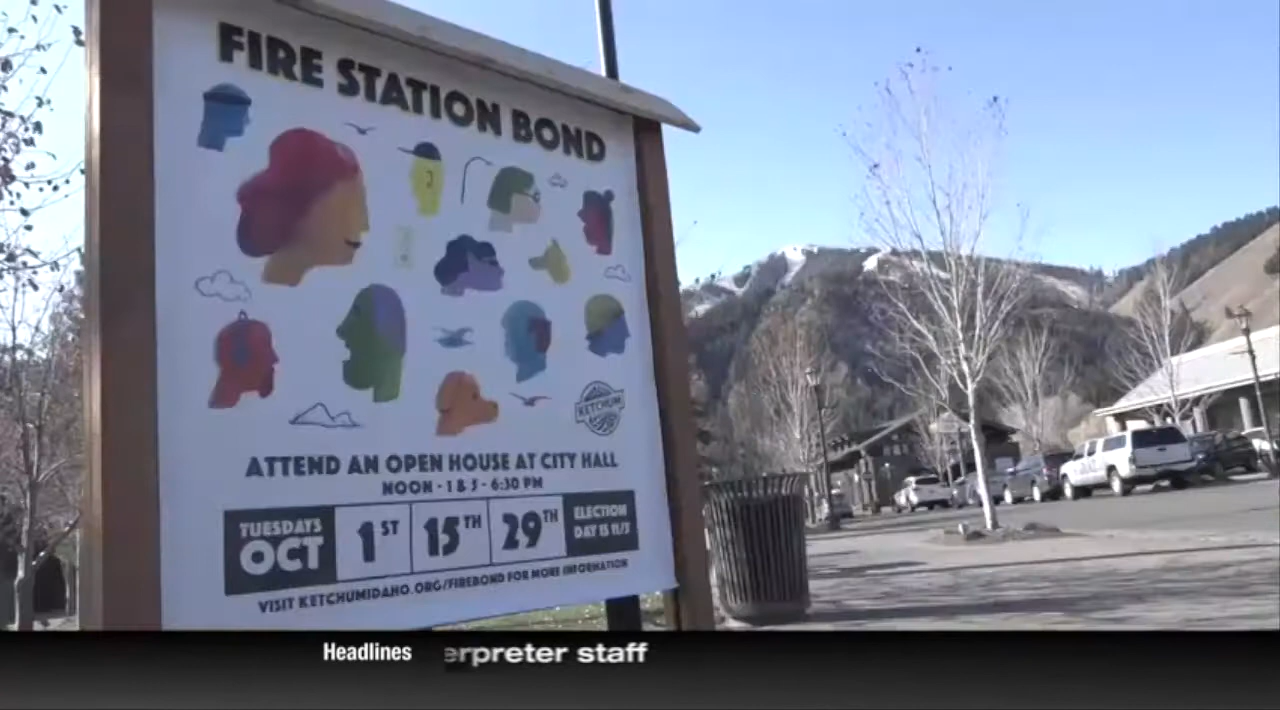 FIRE STATION BOND
KETCHUM
ATTEND AN OPEN HOUSE AT CITY HALL
NOON - 1 & 5 - 6:30 PM
TUESDAYS
OCT
1ST
15TH
29TH
ELECTION
DAY IS 11/5
VISIT KETCHUMIDAHO.ORG/FIREBOND FOR MORE INFORMATION
Headlines
erpreter staff